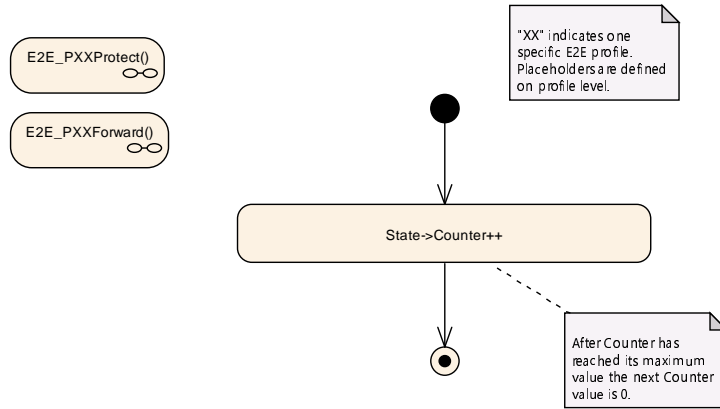 E2E_PXXProtect()
E2E_PXXForward()
"XX" indicates one
specific E2E profile.
Placeholders are defined
on profile level.
State->Counter++
After Counter has
reached its maximum
value the next Counter
value is 0.